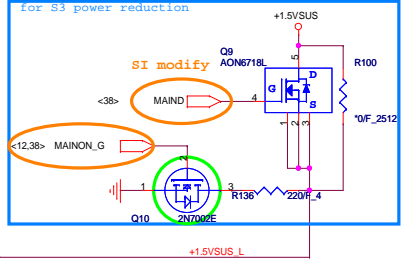 for S3 power reduction
+1.5VSUS
Q9
AON6718L
SI modify
R100
5
D
G
S
<38> MAIND 4
1 2 3
*0/F_2512
<12,38> MAINON_G
2
1 3 R136 220/F_4
Q10 2N7002E
+1.5VSUS_L